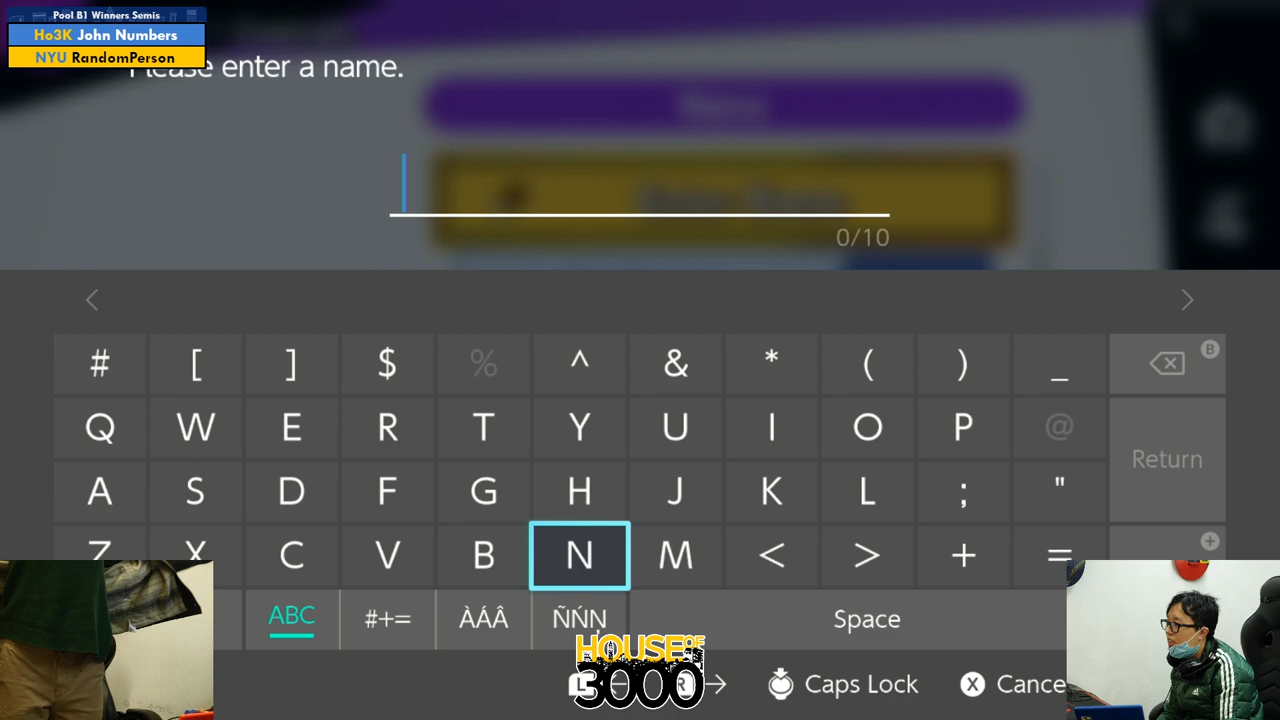 Pool B1 Winners Semis
Ho3K John Numbers
NYU RandomPerson
Please enter a name.
0/10
# [ ] $ % ^ & * ( ) _ B
Q W E R T Y U I O P @
Return
A S D F G H J K L ; "
Z X C V B N M < > + = +
ABC #+= ÀÁÂ ÑŃŅ Space
HOUSE OF
3000
L R Caps Lock X Cance